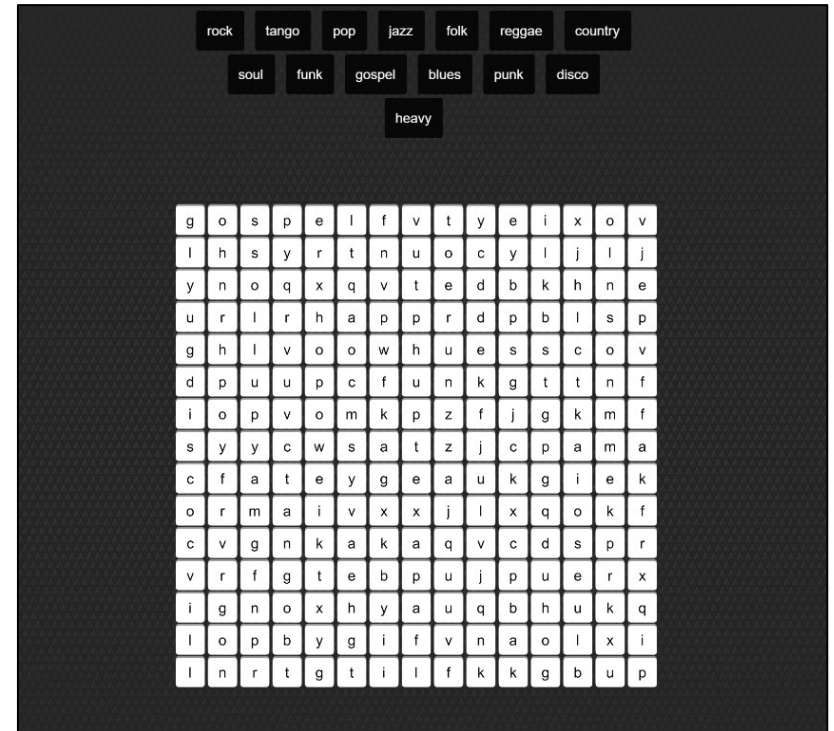 rock tango pop jazz folk reggae country
soul funk gospel blues punk disco
heavy
g o s p e l f v t y e i x o v
l h s y r t n u o c y l j l j
y n o q x q v t e d b k h n e
u r l r h a p p r d p b l s p
g h l v o o w h u e s s c o v
d p u u p c f u n k g t t n f
i o p v o m k p z f j g k m f
s y y c w s a t z j c p a m a
c f a t e y g e a u k g i e k
o r m a i v x x j l x q o k f
c v g n k a k a q v c d s p r
v r f g t e b p u j p u e r x
i g n o x h y a u q b h u k q
l o p b y g i f v n a o l x i
l n r t g t i l f k k g b u p